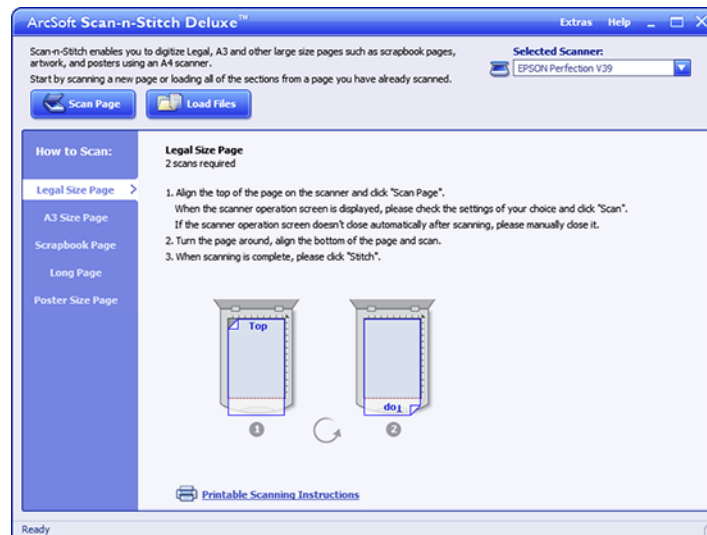 ArcSoft Scan-n-Stitch Deluxe™
Extras Help
Scan-n-Stitch enables you to digitize Legal, A3 and other large size pages such as scrapbook pages,
artwork, and posters using an A4 scanner.
Start by scanning a new page or loading all of the sections from a page you have already scanned.
Selected Scanner:
EPSON Perfection V39
Scan Page
Load Files
How to Scan:
Legal Size Page
A3 Size Page
Scrapbook Page
Long Page
Poster Size Page
Legal Size Page
2 scans required
1. Align the top of the page on the scanner and click "Scan Page".
When the scanner operation screen is displayed, please check the settings of your choice and click "Scan".
If the scanner operation screen doesn't close automatically after scanning, please manually close it.
2. Turn the page around, align the bottom of the page and scan.
3. When scanning is complete, please click "Stitch".
Top
Top
1
2
Printable Scanning Instructions
Ready